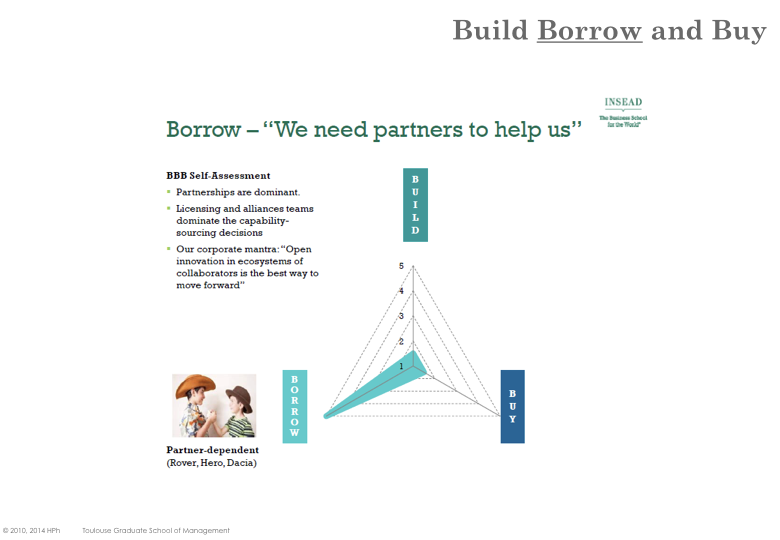 Build Borrow and Buy
INSEAD
The Business School
for the World®
Borrow – “We need partners to help us”
BBB Self-Assessment
Partnerships are dominant.
Licensing and alliances teams
dominate the capability-
sourcing decisions
Our corporate mantra: “Open
innovation in ecosystems of
collaborators is the best way to
move forward”
BUILD
5
4
3
2
1
BORROW
BUY
Partner-dependent
(Rover, Hero, Dacia)
© 2010, 2014 HPh Toulouse Graduate School of Management